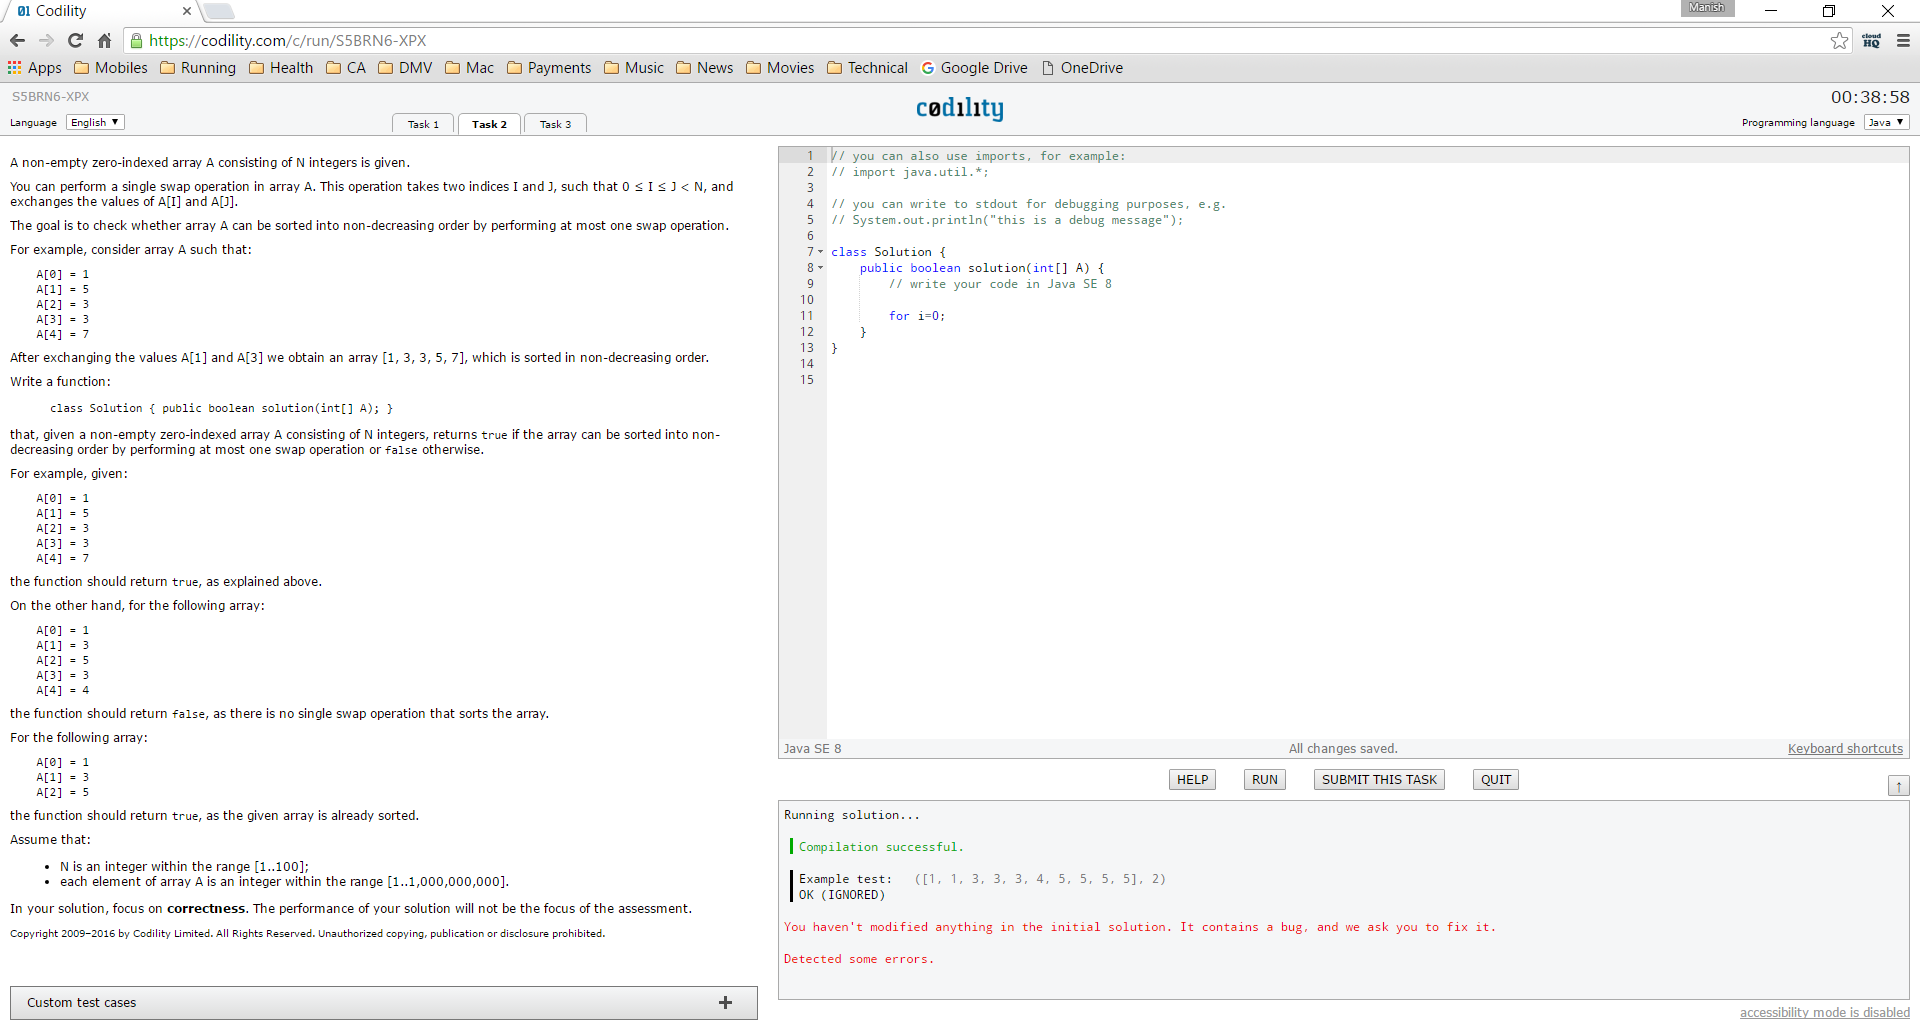 Codility
Manish
https://codility.com/c/run/S5BRN6-XPX
cloud HQ
Apps Mobiles Running Health CA DMV Mac Payments Music News Movies Technical Google Drive OneDrive
S5BRN6-XPX
codility
00:38:58
Language English ▼
Task 1 Task 2 Task 3
Programming language Java ▼
A non-empty zero-indexed array A consisting of N integers is given.
You can perform a single swap operation in array A. This operation takes two indices I and J, such that 0 ≤ I ≤ J < N, and
exchanges the values of A[I] and A[J].
The goal is to check whether array A can be sorted into non-decreasing order by performing at most one swap operation.
For example, consider array A such that:
A[0] = 1
A[1] = 5
A[2] = 3
A[3] = 3
A[4] = 7
After exchanging the values A[1] and A[3] we obtain an array [1, 3, 3, 5, 7], which is sorted in non-decreasing order.
Write a function:
class Solution { public boolean solution(int[] A); }
that, given a non-empty zero-indexed array A consisting of N integers, returns true if the array can be sorted into non-
decreasing order by performing at most one swap operation or false otherwise.
For example, given:
A[0] = 1
A[1] = 5
A[2] = 3
A[3] = 3
A[4] = 7
the function should return true, as explained above.
On the other hand, for the following array:
A[0] = 1
A[1] = 3
A[2] = 5
A[3] = 3
A[4] = 4
the function should return false, as there is no single swap operation that sorts the array.
For the following array:
A[0] = 1
A[1] = 3
A[2] = 5
the function should return true, as the given array is already sorted.
Assume that:
• N is an integer within the range [1..100];
• each element of array A is an integer within the range [1..1,000,000,000].
In your solution, focus on correctness. The performance of your solution will not be the focus of the assessment.
Copyright 2009–2016 by Codility Limited. All Rights Reserved. Unauthorized copying, publication or disclosure prohibited.
Custom test cases +
1 // you can also use imports, for example:
2 // import java.util.*;
3
4 // you can write to stdout for debugging purposes, e.g.
5 // System.out.println("this is a debug message");
6
7 class Solution {
8 public boolean solution(int[] A) {
9 // write your code in Java SE 8
10
11 for i=0;
12 }
13 }
14
15
Java SE 8 All changes saved. Keyboard shortcuts
HELP RUN SUBMIT THIS TASK QUIT
↑
Running solution...
Compilation successful.
Example test: ([1, 1, 3, 3, 3, 4, 5, 5, 5, 5], 2)
OK (IGNORED)
You haven't modified anything in the initial solution. It contains a bug, and we ask you to fix it.
Detected some errors.
accessibility mode is disabled